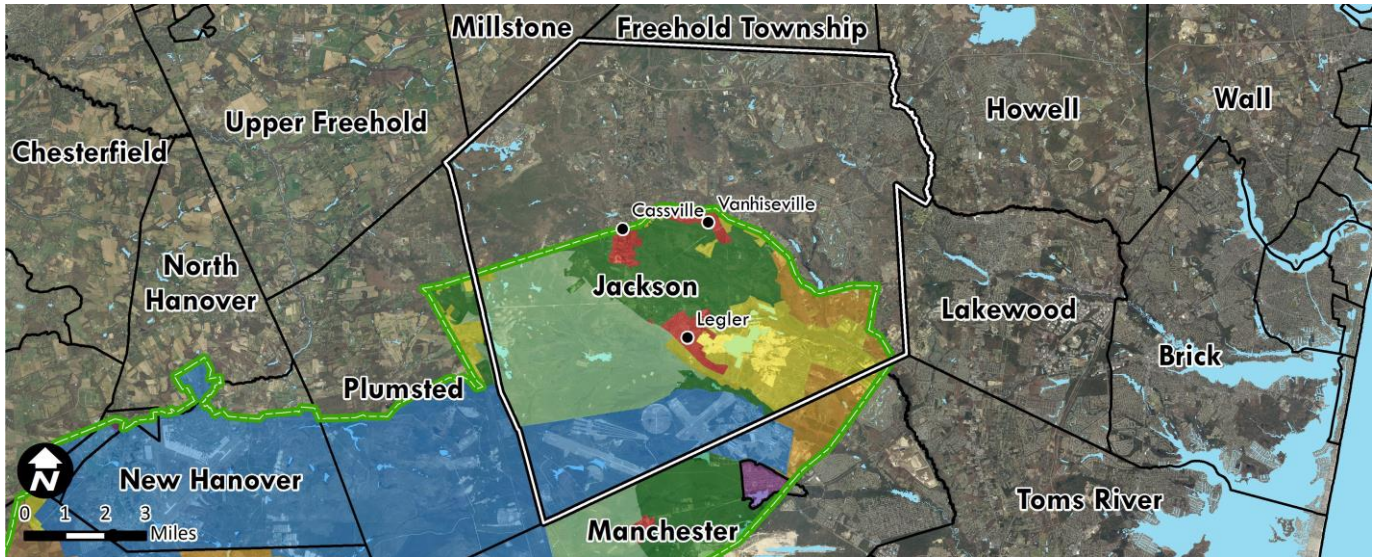 Millstone
Freehold Township
Howell
Wall
Upper Freehold
Chesterfield
Cassville
Vanhiseville
North
Hanover
Jackson
Lakewood
Legler
Brick
Plumsted
New Hanover
Toms River
Manchester
N
0 1 2 3
Miles